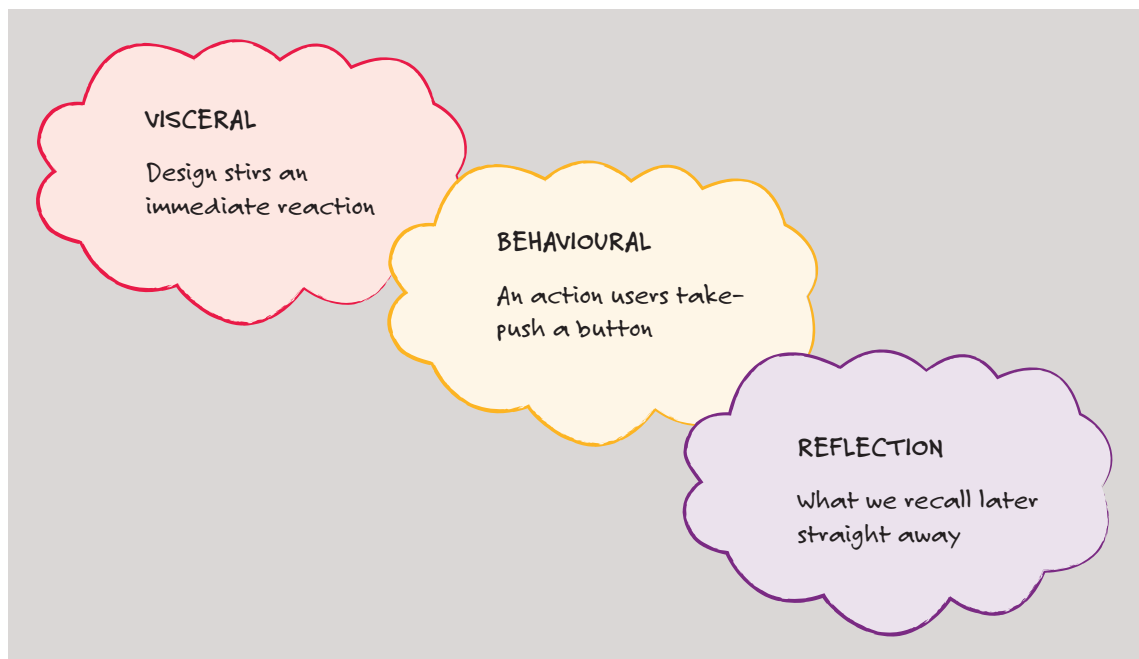 VISCERAL
Design stirs an
immediate reaction
BEHAVIOURAL
An action users take-
push a button
REFLECTION
What we recall later
straight away